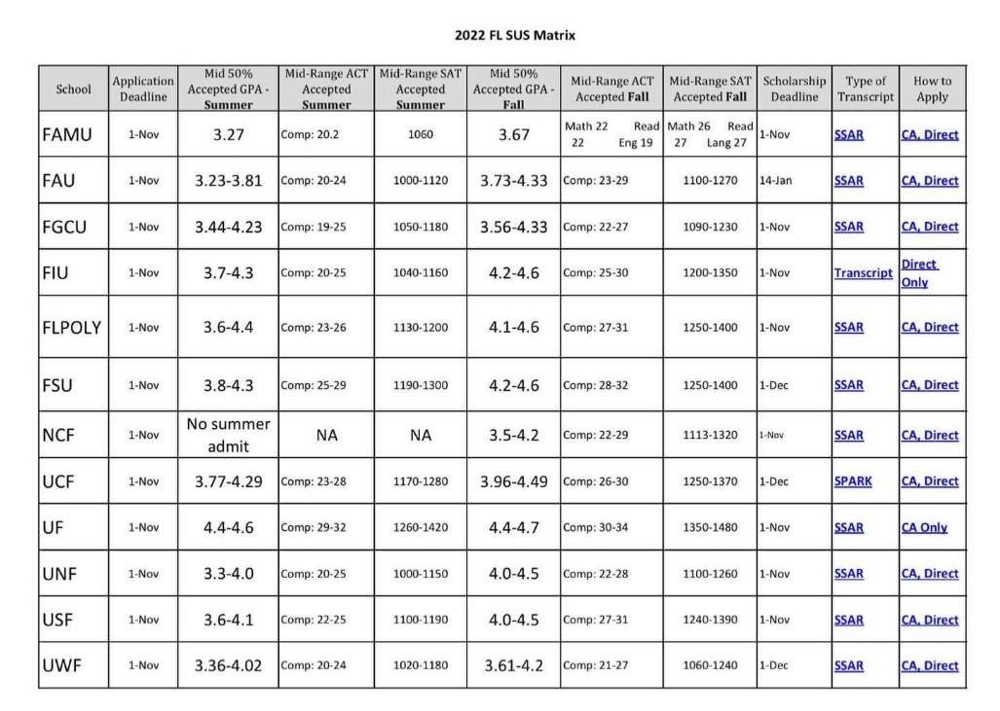 2022 FL SUS Matrix
School | Application Deadline | Mid 50% Accepted GPA - Summer | Mid-Range ACT Accepted Summer | Mid-Range SAT Accepted Summer | Mid 50% Accepted GPA - Fall | Mid-Range ACT Accepted Fall | Mid-Range SAT Accepted Fall | Scholarship Deadline | Type of Transcript | How to Apply
FAMU | 1-Nov | 3.27 | Comp: 20.2 | 1060 | 3.67 | Math 22 Read 22 Eng 19 | Math 26 Read 27 Lang 27 | 1-Nov | SSAR | CA, Direct
FAU | 1-Nov | 3.23-3.81 | Comp: 20-24 | 1000-1120 | 3.73-4.33 | Comp: 23-29 | 1100-1270 | 14-Jan | SSAR | CA, Direct
FGCU | 1-Nov | 3.44-4.23 | Comp: 19-25 | 1050-1180 | 3.56-4.33 | Comp: 22-27 | 1090-1230 | 1-Nov | SSAR | CA, Direct
FIU | 1-Nov | 3.7-4.3 | Comp: 20-25 | 1040-1160 | 4.2-4.6 | Comp: 25-30 | 1200-1350 | 1-Nov | Transcript | Direct Only
FLPOLY | 1-Nov | 3.6-4.4 | Comp: 23-26 | 1130-1200 | 4.1-4.6 | Comp: 27-31 | 1250-1400 | 1-Nov | SSAR | CA, Direct
FSU | 1-Nov | 3.8-4.3 | Comp: 25-29 | 1190-1300 | 4.2-4.6 | Comp: 28-32 | 1250-1400 | 1-Dec | SSAR | CA, Direct
NCF | 1-Nov | No summer admit | NA | NA | 3.5-4.2 | Comp: 22-29 | 1113-1320 | 1-Nov | SSAR | CA, Direct
UCF | 1-Nov | 3.77-4.29 | Comp: 23-28 | 1170-1280 | 3.96-4.49 | Comp: 26-30 | 1250-1370 | 1-Dec | SPARK | CA, Direct
UF | 1-Nov | 4.4-4.6 | Comp: 29-32 | 1260-1420 | 4.4-4.7 | Comp: 30-34 | 1350-1480 | 1-Nov | SSAR | CA Only
UNF | 1-Nov | 3.3-4.0 | Comp: 20-25 | 1000-1150 | 4.0-4.5 | Comp: 22-28 | 1100-1260 | 1-Nov | SSAR | CA, Direct
USF | 1-Nov | 3.6-4.1 | Comp: 22-25 | 1100-1190 | 4.0-4.5 | Comp: 27-31 | 1240-1390 | 1-Nov | SSAR | CA, Direct
UWF | 1-Nov | 3.36-4.02 | Comp: 20-24 | 1020-1180 | 3.61-4.2 | Comp: 21-27 | 1060-1240 | 1-Dec | SSAR | CA, Direct